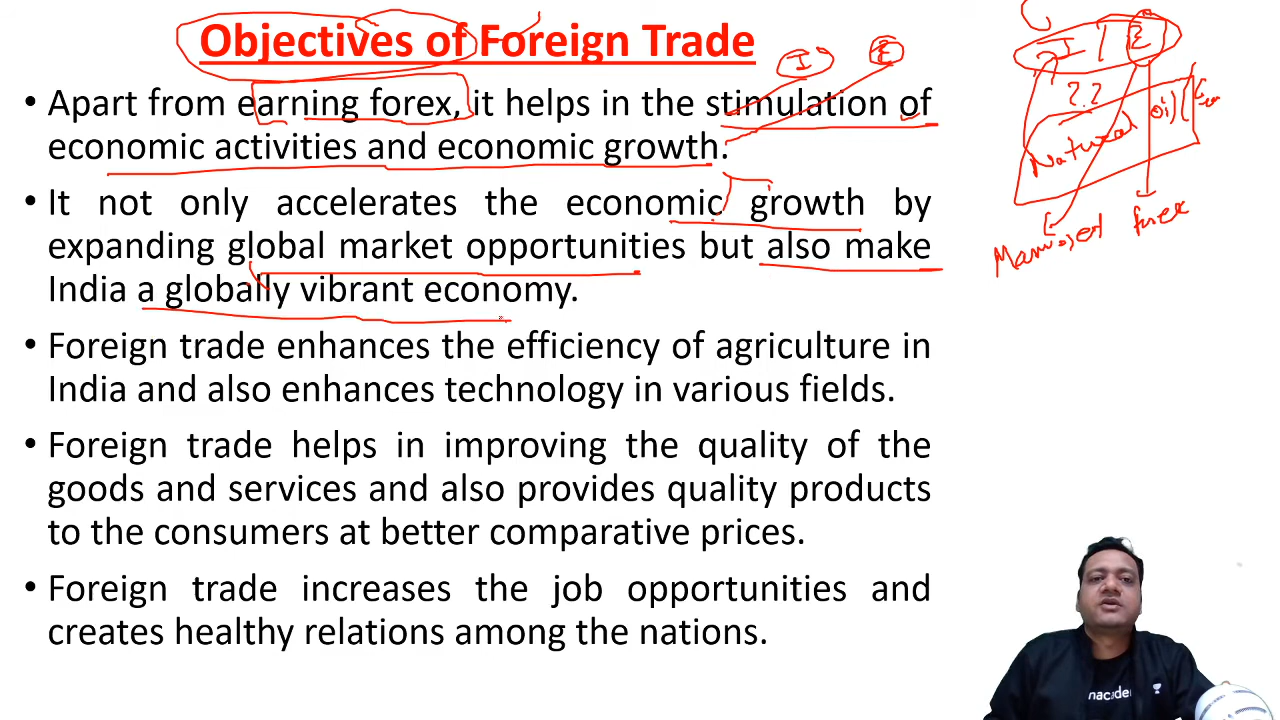 Objectives of Foreign Trade
• Apart from earning forex, it helps in the stimulation of
economic activities and economic growth.
• It not only accelerates the economic growth by
expanding global market opportunities but also make
India a globally vibrant economy.
• Foreign trade enhances the efficiency of agriculture in
India and also enhances technology in various fields.
• Foreign trade helps in improving the quality of the
goods and services and also provides quality products
to the consumers at better comparative prices.
• Foreign trade increases the job opportunities and
creates healthy relations among the nations.
I E
I E
2.2
Natural oil
forex
nacade